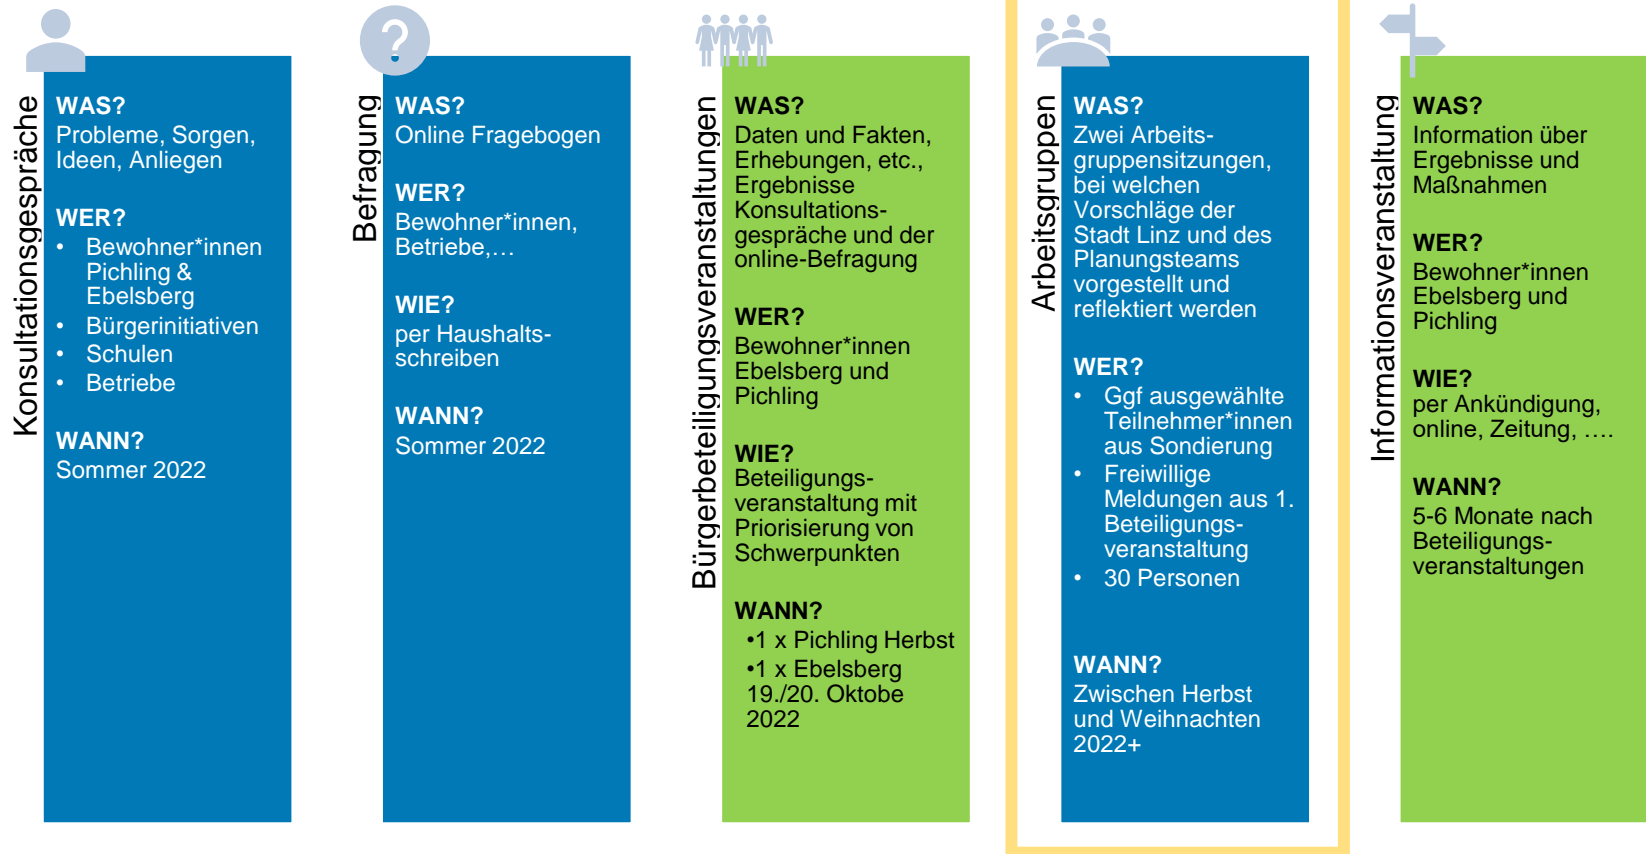 Konsultationsgespräche
WAS?
Probleme, Sorgen,
Ideen, Anliegen
WER?
• Bewohner*innen
Pichling &
Ebelsberg
• Bürgerinitiativen
• Schulen
• Betriebe
WANN?
Sommer 2022
?
Befragung
WAS?
Online Fragebogen
WER?
Bewohner*innen,
Betriebe,…
WIE?
per Haushalts-
schreiben
WANN?
Sommer 2022
Bürgerbeteiligungsveranstaltungen
WAS?
Daten und Fakten,
Erhebungen, etc.,
Ergebnisse
Konsultations-
gespräche und der
online-Befragung
WER?
Bewohner*innen
Ebelsberg und
Pichling
WIE?
Beteiligungs-
veranstaltung mit
Priorisierung von
Schwerpunkten
WANN?
•1 x Pichling Herbst
•1 x Ebelsberg
19./20. Oktobe
2022
Arbeitsgruppen
WAS?
Zwei Arbeits-
gruppensitzungen,
bei welchen
Vorschläge der
Stadt Linz und des
Planungsteams
vorgestellt und
reflektiert werden
WER?
• Ggf ausgewählte
Teilnehmer*innen
aus Sondierung
• Freiwillige
Meldungen aus 1.
Beteiligungs-
veranstaltung
• 30 Personen
WANN?
Zwischen Herbst
und Weihnachten
2022+
Informationsveranstaltung
WAS?
Information über
Ergebnisse und
Maßnahmen
WER?
Bewohner*innen
Ebelsberg und
Pichling
WIE?
per Ankündigung,
online, Zeitung, ….
WANN?
5-6 Monate nach
Beteiligungs-
veranstaltungen